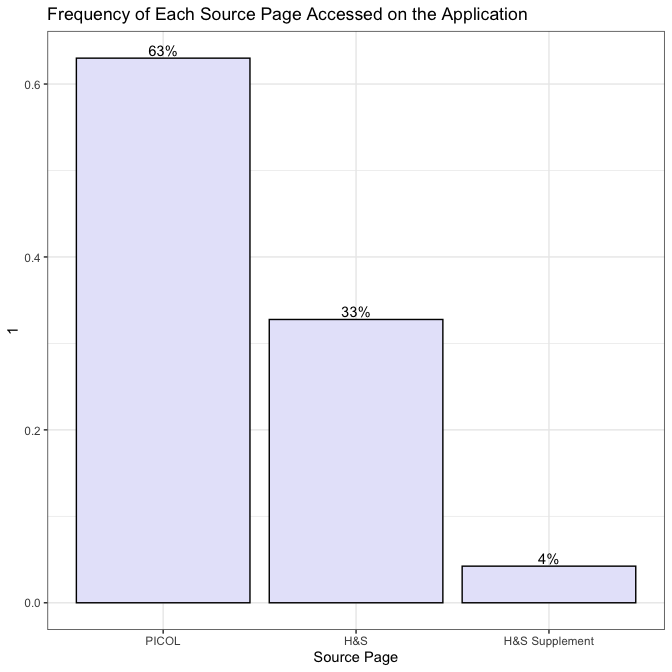 Frequency of Each Source Page Accessed on the Application
63%
0.6
0.4
33%
1
0.2
4%
0.0
PICOL H&S H&S Supplement
Source Page